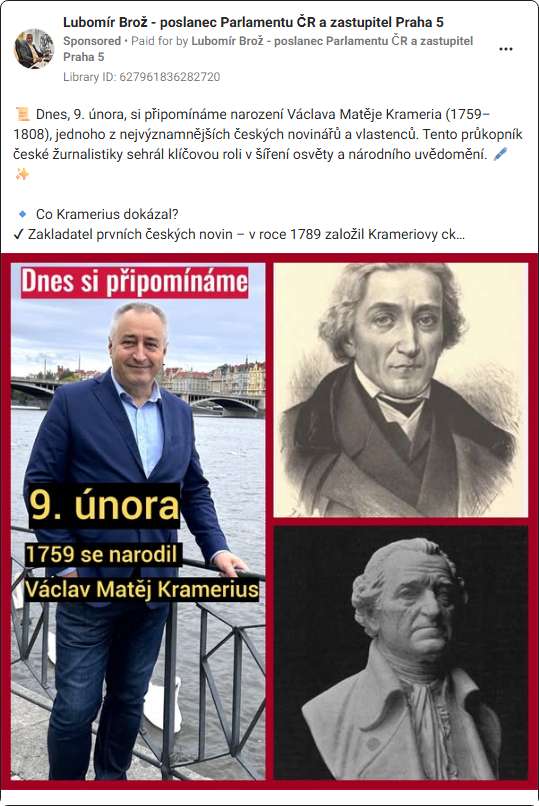 Lubomír Brož - poslanec Parlamentu ČR a zastupitel Praha 5
Sponsored • Paid for by Lubomír Brož - poslanec Parlamentu ČR a zastupitel
Praha 5
Library ID: 627961836282720
📜 Dnes, 9. února, si připomínáme narození Václava Matěje Krameria (1759–
1808), jednoho z nejvýznamnějších českých novinářů a vlastenců. Tento průkopník
české žurnalistiky sehrál klíčovou roli v šíření osvěty a národního uvědomění. 🖋️
✨
🔹 Co Kramerius dokázal?
✔ Zakladatel prvních českých novin – v roce 1789 založil Krameriovy ck...
Dnes si připomínáme
9. února
1759 se narodil
Václav Matěj Kramerius